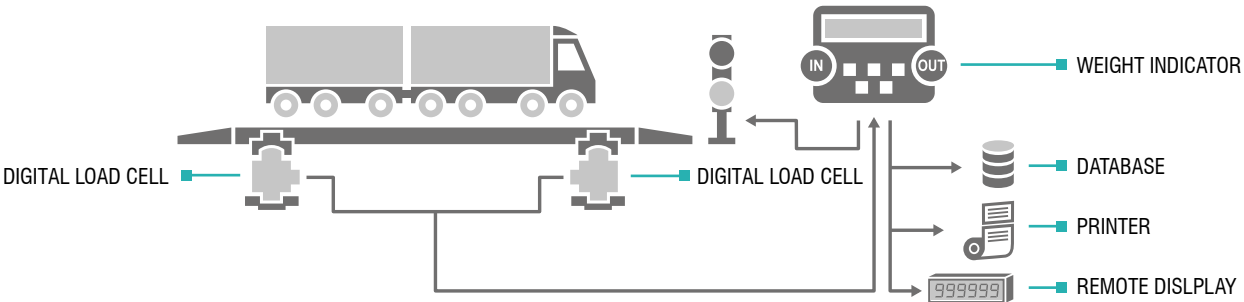 IN
OUT
WEIGHT INDICATOR
DIGITAL LOAD CELL
DIGITAL LOAD CELL
DATABASE
PRINTER
999999
REMOTE DISLPLAY